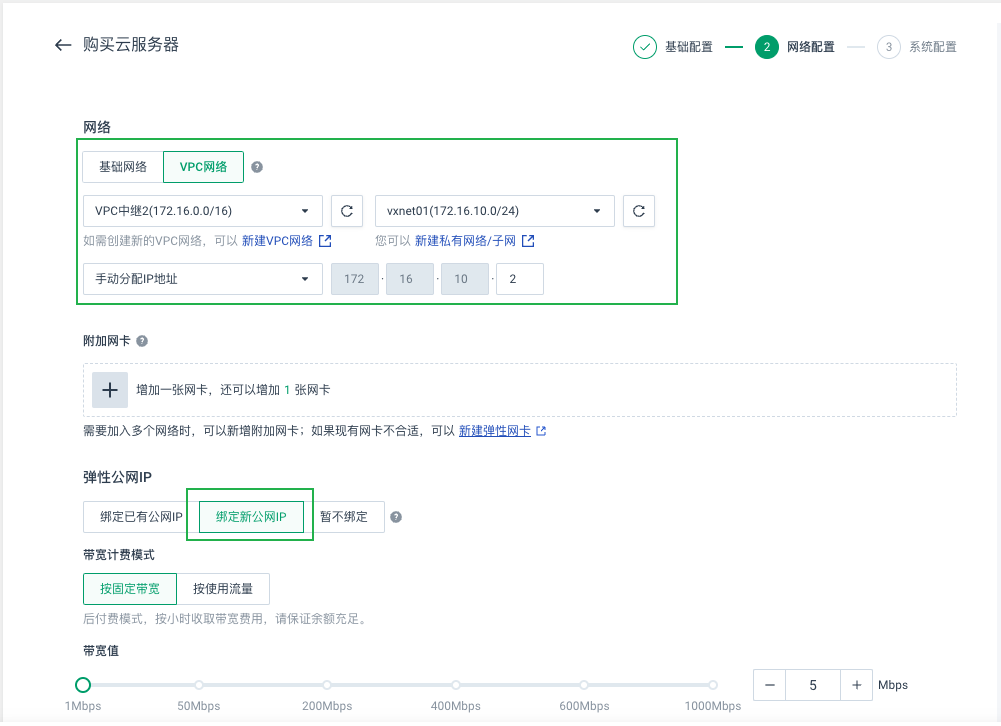 购买云服务器
基础配置 2 网络配置 3 系统配置
网络
基础网络 VPC网络 ?
VPC中继2(172.16.0.0/16) vxnet01(172.16.10.0/24)
如需创建新的VPC网络，可以 新建VPC网络 您可以 新建私有网络/子网
手动分配IP地址 172 · 16 · 10 · 2
附加网卡 ?
增加一张网卡，还可以增加 1 张网卡
需要加入多个网络时，可以新增附加网卡；如果现有网卡不合适，可以 新建弹性网卡
弹性公网IP
绑定已有公网IP 绑定新公网IP 暂不绑定 ?
带宽计费模式
按固定带宽 按使用流量
后付费模式，按小时收取带宽费用，请保证余额充足。
带宽值
5 Mbps
1Mbps 50Mbps 200Mbps 400Mbps 600Mbps 1000Mbps